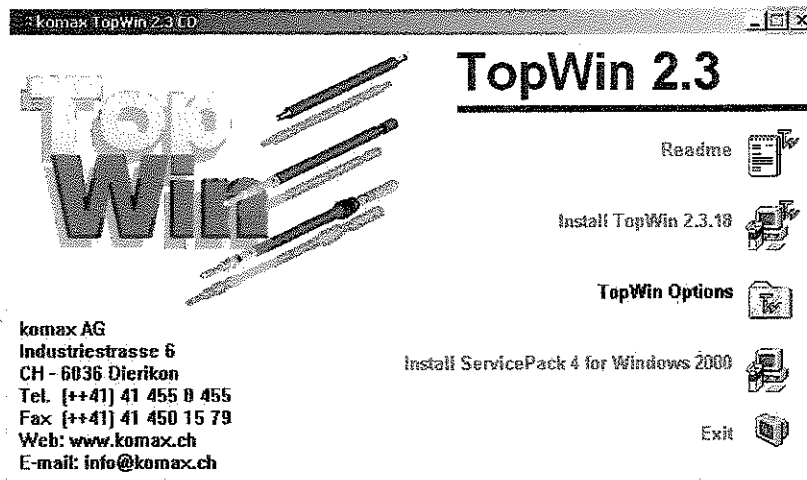 komax TopWin 2.3 CD
Top
Win
TopWin 2.3
Readme
Install TopWin 2.3.18
TopWin Options
Install ServicePack 4 for Windows 2000
Exit
komax AG
Industriestrasse 6
CH - 6036 Dierikon
Tel. (++41) 41 455 0 455
Fax (++41) 41 450 15 79
Web: www.komax.ch
E-mail: info@komax.ch